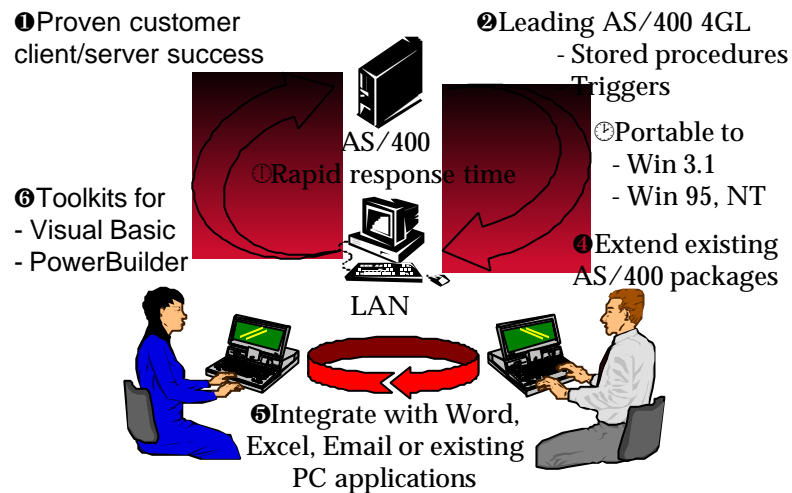 ❶Proven customer
client/server success
❷Leading AS/400 4GL
- Stored procedures
- Triggers
AS/400
🕛Rapid response time
🕑Portable to
- Win 3.1
- Win 95, NT
❻Toolkits for
- Visual Basic
- PowerBuilder
❹Extend existing
AS/400 packages
LAN
❺Integrate with Word,
Excel, Email or existing
PC applications